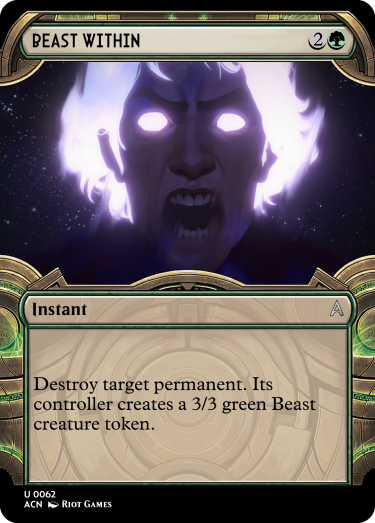 BEAST WITHIN 2
Instant
Destroy target permanent. Its
controller creates a 3/3 green Beast
creature token.
U 0062
ACN RIOT GAMES